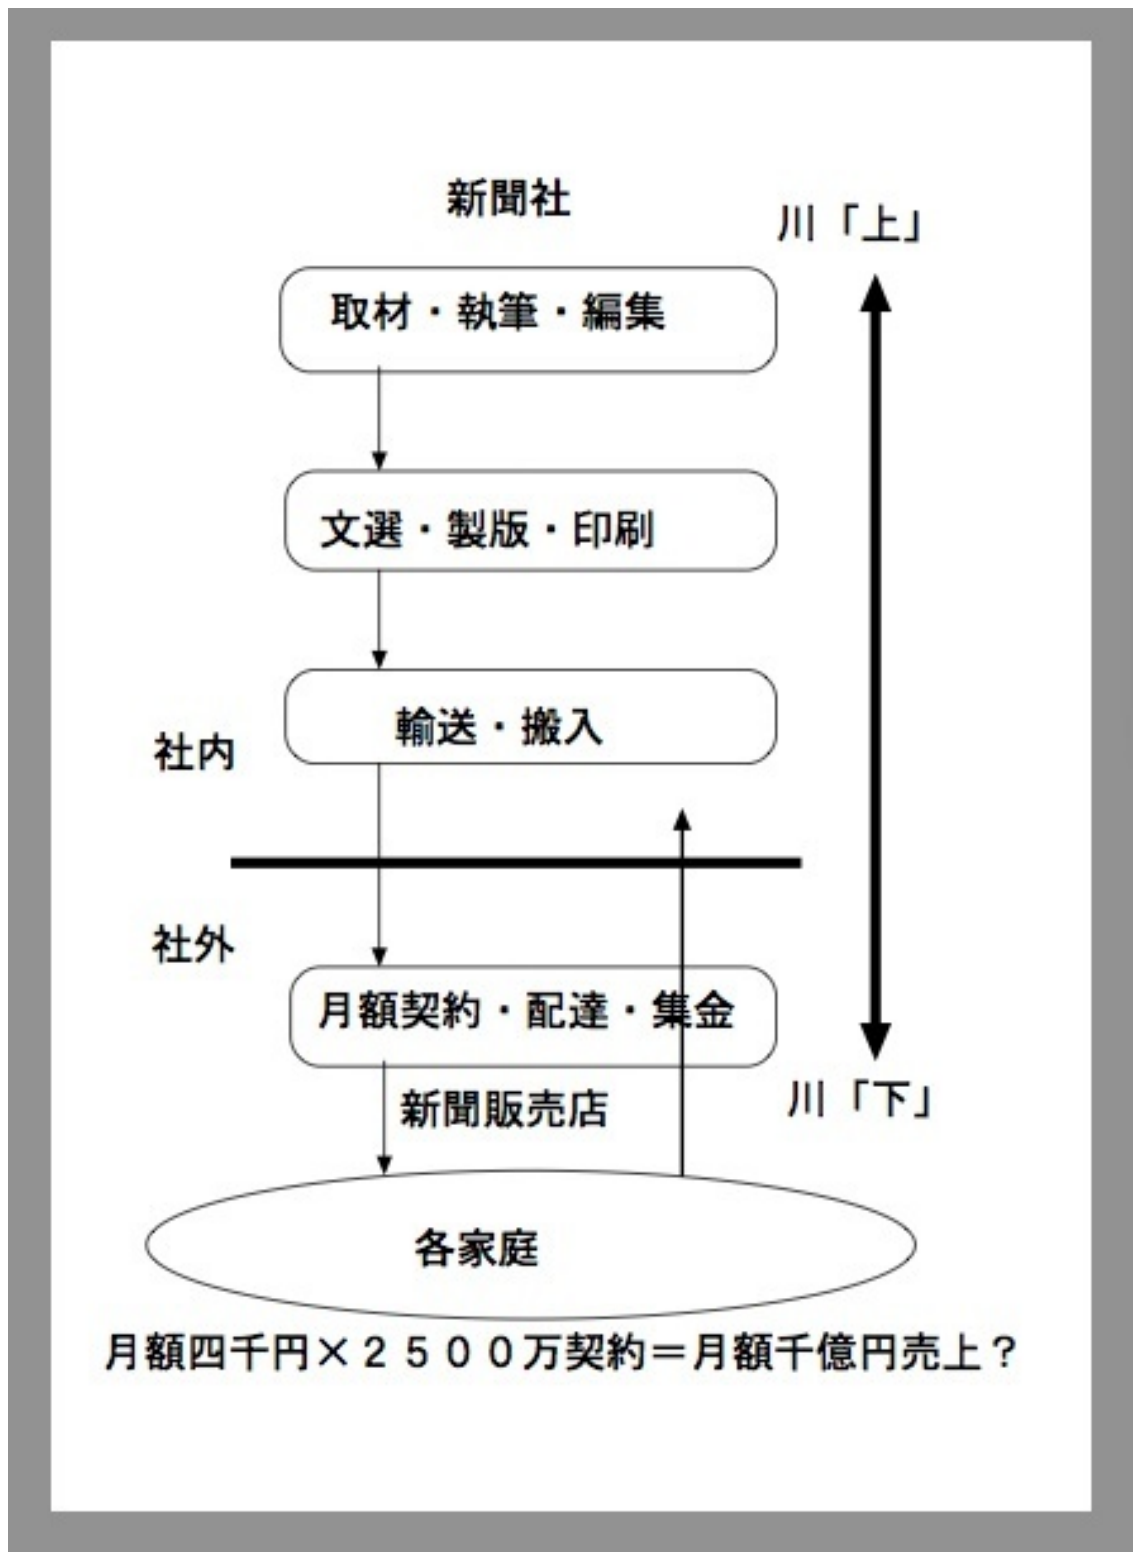 新聞社
川「上」
取材・執筆・編集
文選・製版・印刷
輸送・搬入
社内
社外
月額契約・配達・集金
新聞販売店
川「下」
各家庭
月額四千円×２５００万契約＝月額千億円売上？